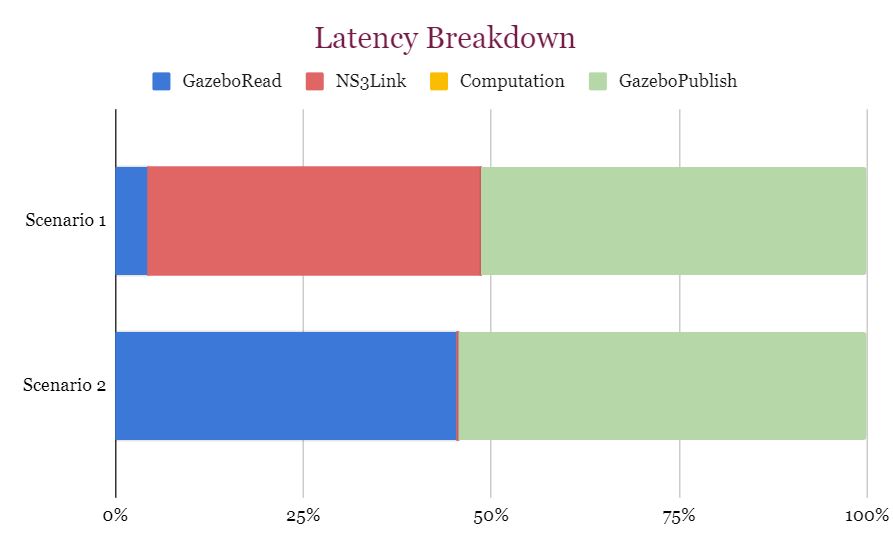 Latency Breakdown
GazeboRead NS3Link Computation GazeboPublish
Scenario 1
Scenario 2
0% 25% 50% 75% 100%